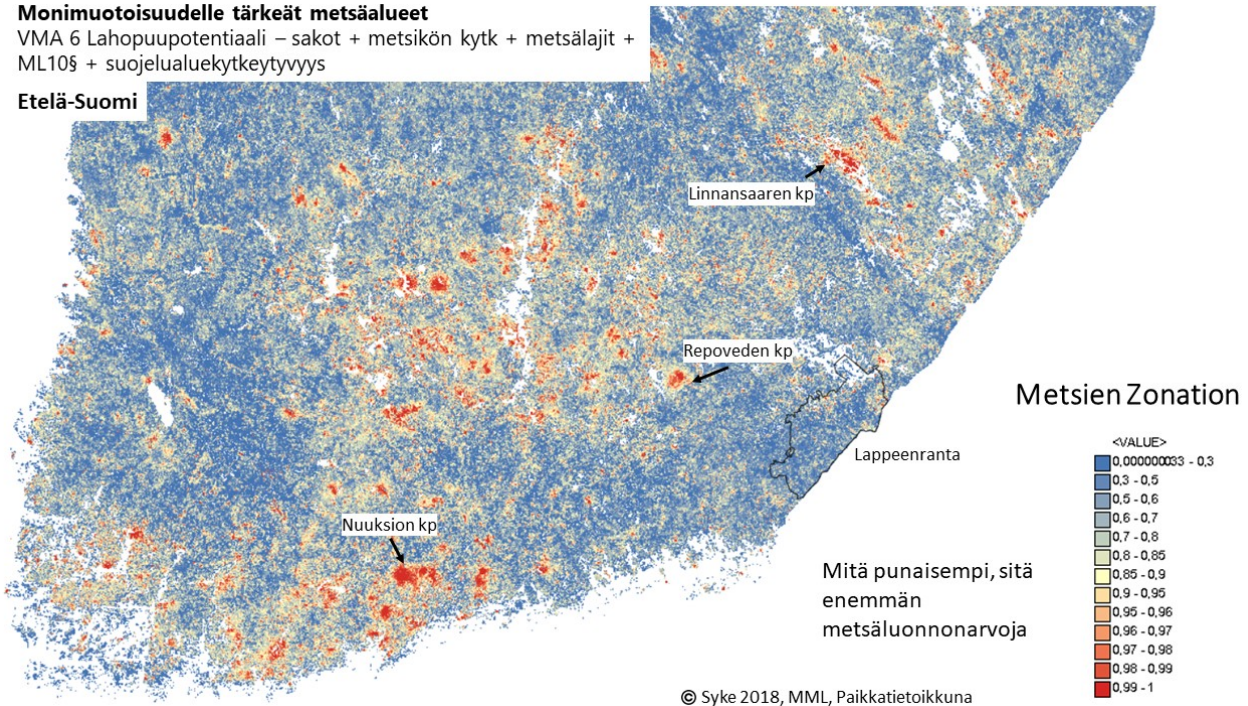 Monimuotoisuudelle tärkeät metsäalueet
VMA 6 Lahopuupotentiaali – sakot + metsikön kytk + metsälajit +
ML10§ + suojelualuekytkeytyvyys
Etelä-Suomi
Linnansaaren kp
Repoveden kp
Lappeenranta
Nuuksion kp
Metsien Zonation
<VALUE>
0,000000033 - 0,3
0,3 - 0,5
0,5 - 0,6
0,6 - 0,7
0,7 - 0,8
0,8 - 0,85
0,85 - 0,9
0,9 - 0,95
0,95 - 0,96
0,96 - 0,97
0,97 - 0,98
0,98 - 0,99
0,99 - 1
Mitä punaisempi, sitä
enemmän
metsäluonnonarvoja
© Syke 2018, MML, Paikkatietoikkuna